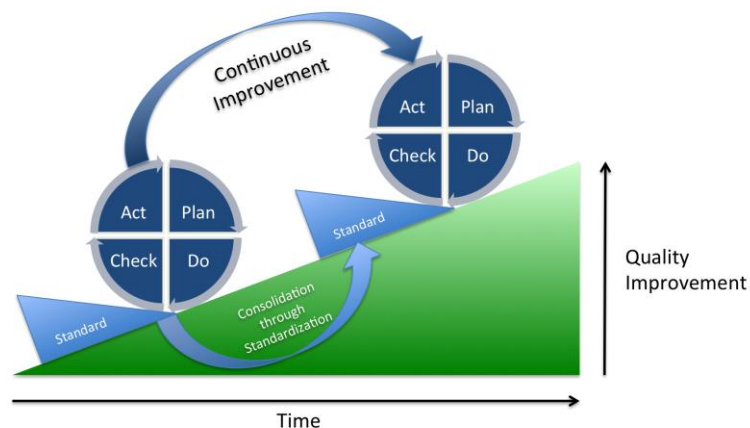 Continuous
Improvement
Act
Plan
Check
Do
Act
Plan
Check
Do
Standard
Standard
Consolidation
through
Standardization
Quality
Improvement
Time